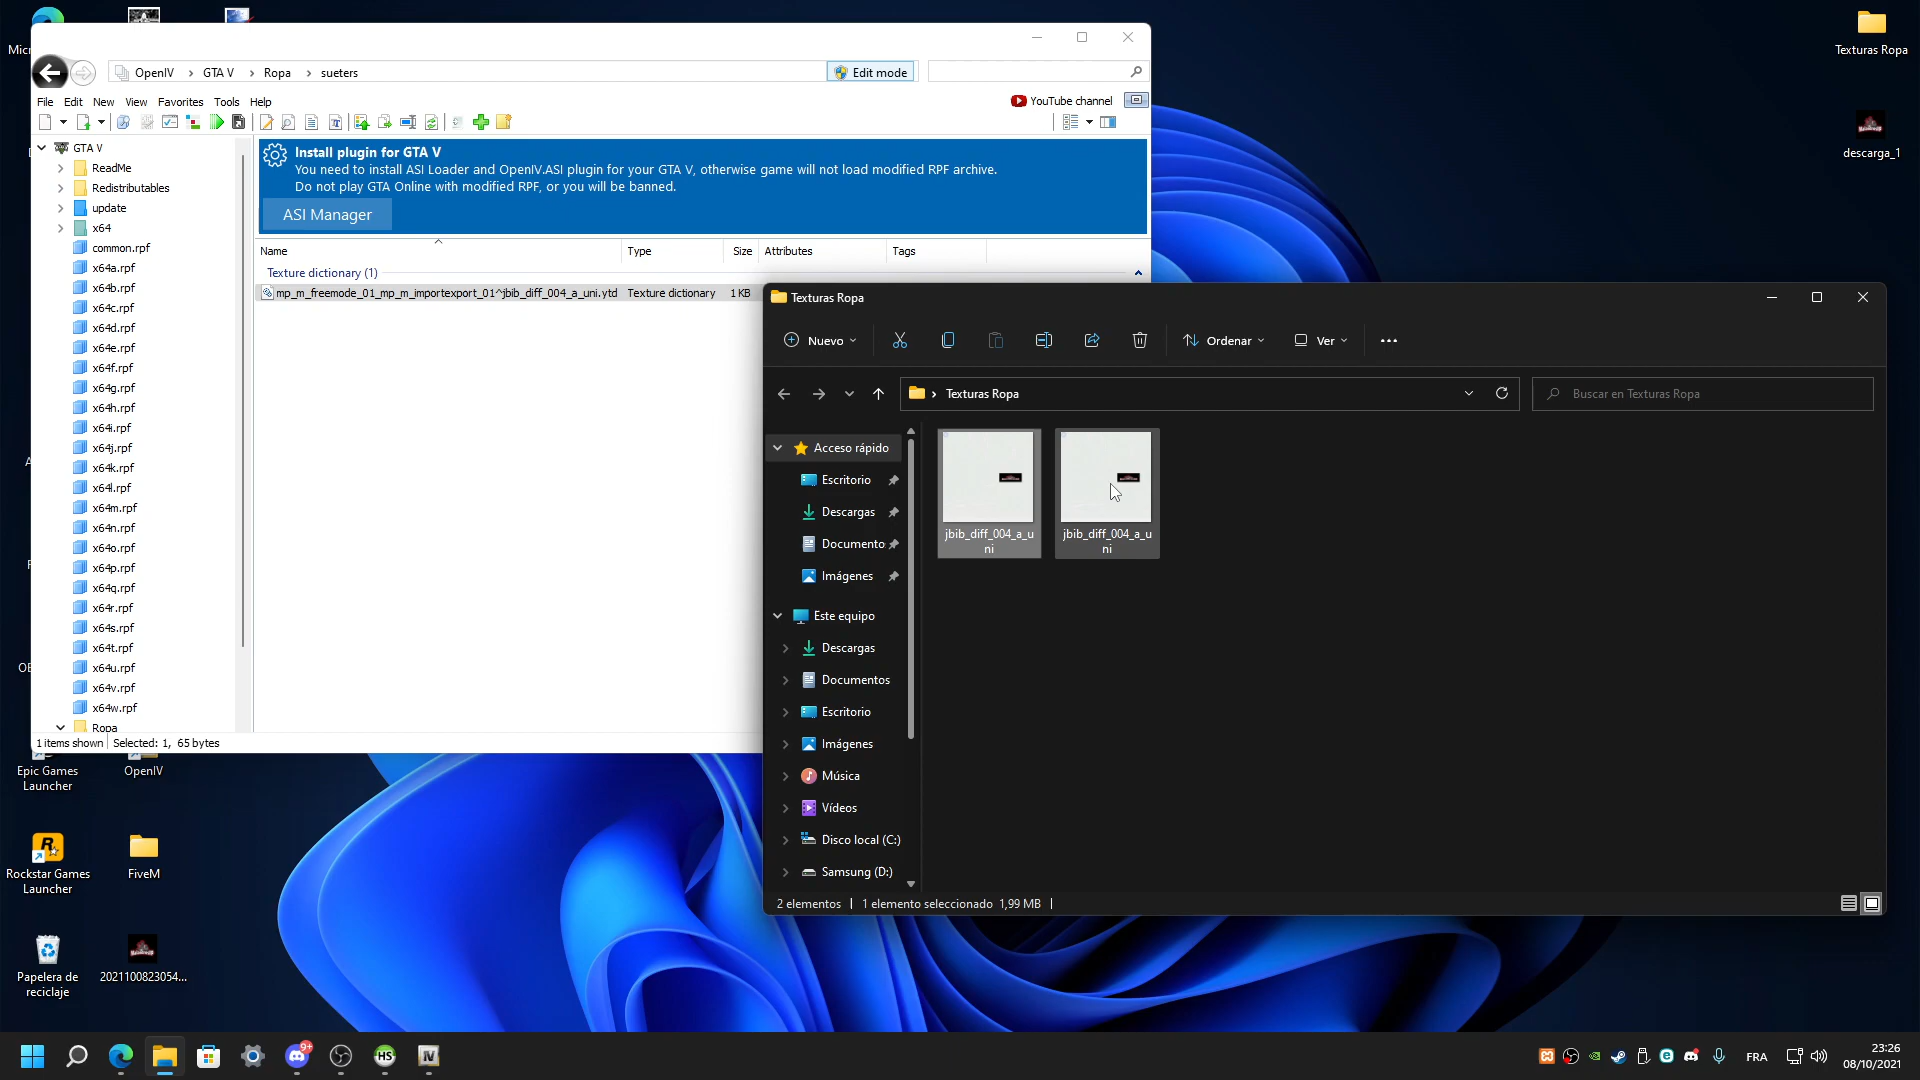 Texturas Ropa
descarga_1
OpenIV
GTA V
Ropa
sueters
Edit mode
File
Edit
New
View
Favorites
Tools
Help
YouTube channel
GTA V
ReadMe
Redistributables
update
x64
common.rpf
x64a.rpf
x64b.rpf
x64c.rpf
x64d.rpf
x64e.rpf
x64f.rpf
x64g.rpf
x64h.rpf
x64i.rpf
x64j.rpf
x64k.rpf
x64l.rpf
x64m.rpf
x64n.rpf
x64o.rpf
x64p.rpf
x64q.rpf
x64r.rpf
x64s.rpf
x64t.rpf
x64u.rpf
x64v.rpf
x64w.rpf
Ropa
Install plugin for GTA V
You need to install ASI Loader and OpenIV.ASI plugin for your GTA V, otherwise game will not load modified RPF archive.
Do not play GTA Online with modified RPF, or you will be banned.
ASI Manager
Name
Type
Size
Attributes
Tags
Texture dictionary (1)
mp_m_freemode_01_mp_m_importexport_01^jbib_diff_004_a_uni.ytd
Texture dictionary
1 KB
1 items shown
Selected: 1, 65 bytes
Texturas Ropa
Nuevo
Ordenar
Ver
Texturas Ropa
Buscar en Texturas Ropa
Acceso rápido
Escritorio
Descargas
Documento
Imágenes
Este equipo
Descargas
Documentos
Escritorio
Imágenes
Música
Vídeos
Disco local (C:)
Samsung (D:)
jbib_diff_004_a_u
ni
jbib_diff_004_a_u
ni
2 elementos
1 elemento seleccionado 1,99 MB
Epic Games
Launcher
OpenIV
Rockstar Games
Launcher
FiveM
Papelera de
reciclaje
2021100823054...
9+
HS
IV
FRA
23:26
08/10/2021